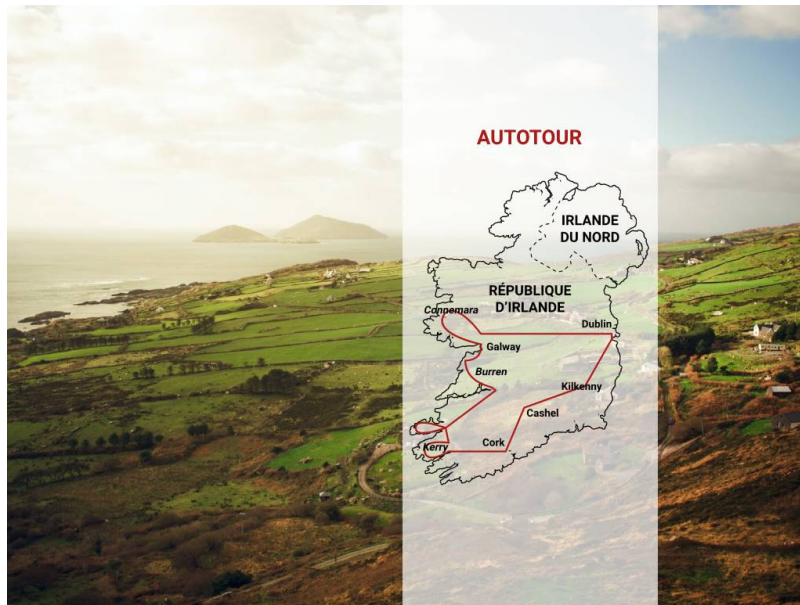 AUTOTOUR
IRLANDE
DU NORD
RÉPUBLIQUE
D'IRLANDE
Connemara
Dublin
Galway
Burren
Kilkenny
Cashel
Cork
Kerry